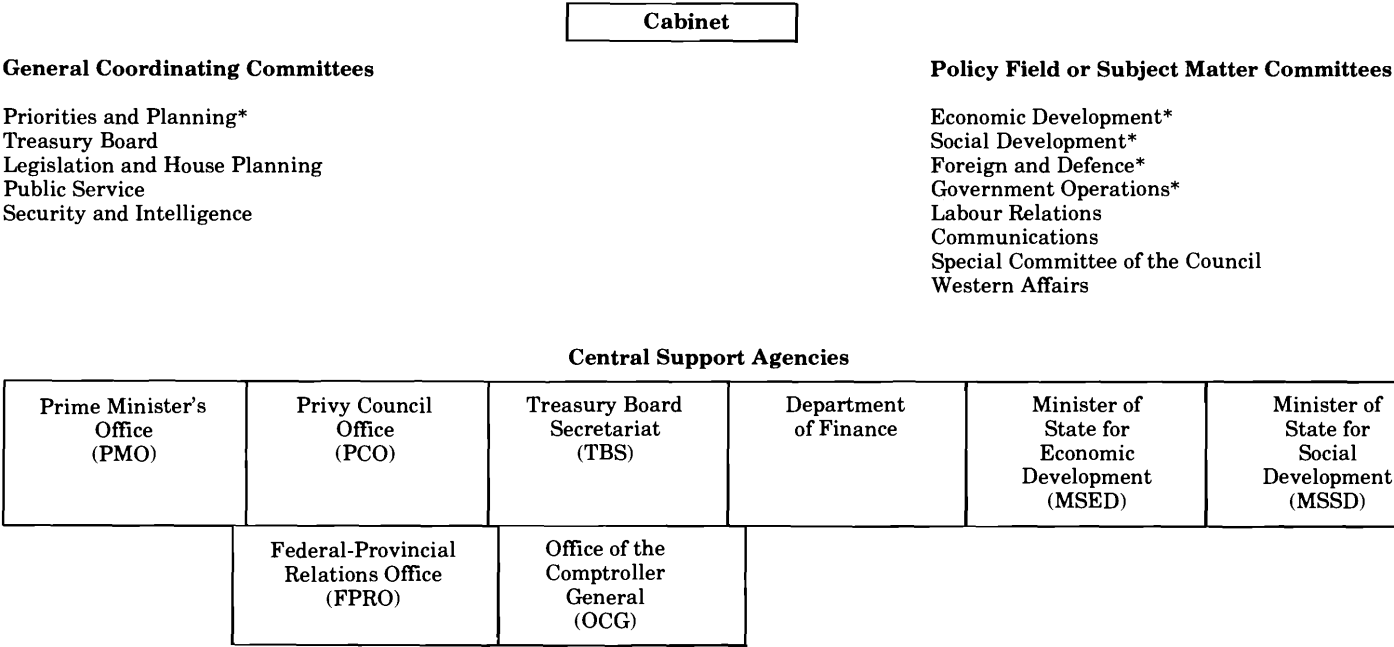 Cabinet
General Coordinating Committees
Priorities and Planning*
Treasury Board
Legislation and House Planning
Public Service
Security and Intelligence
Policy Field or Subject Matter Committees
Economic Development*
Social Development*
Foreign and Defence*
Government Operations*
Labour Relations
Communications
Special Committee of the Council
Western Affairs
Central Support Agencies
Prime Minister's
Office
(PMO)
Privy Council
Office
(PCO)
Treasury Board
Secretariat
(TBS)
Department
of Finance
Minister of
State for
Economic
Development
(MSED)
Minister of
State for
Social
Development
(MSSD)
Federal-Provincial
Relations Office
(FPRO)
Office of the
Comptroller
General
(OCG)